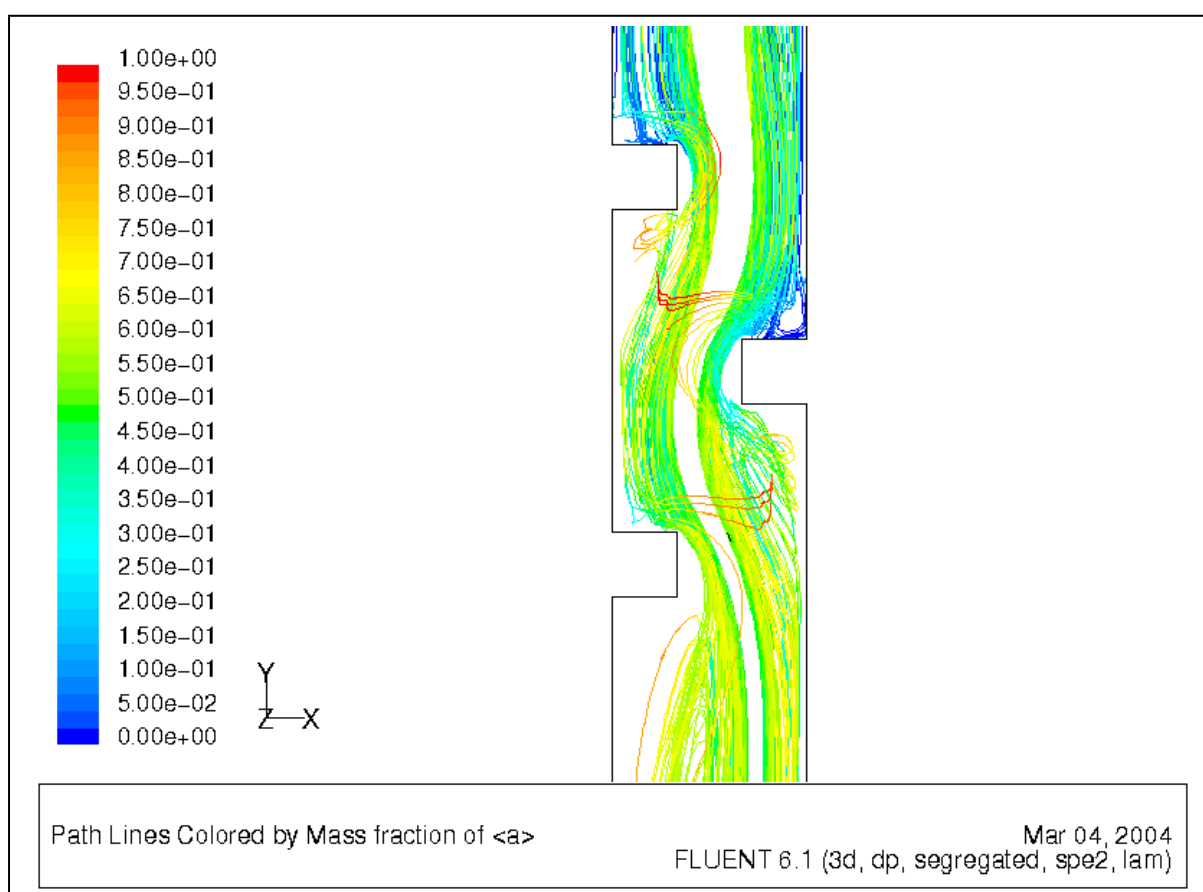 1.00e+00
9.50e−01
9.00e−01
8.50e−01
8.00e−01
7.50e−01
7.00e−01
6.50e−01
6.00e−01
5.50e−01
5.00e−01
4.50e−01
4.00e−01
3.50e−01
3.00e−01
2.50e−01
2.00e−01
1.50e−01
1.00e−01
5.00e−02
0.00e+00
Y
Z X
Path Lines Colored by Mass fraction of <a>
Mar 04, 2004
FLUENT 6.1 (3d, dp, segregated, spe2, lam)